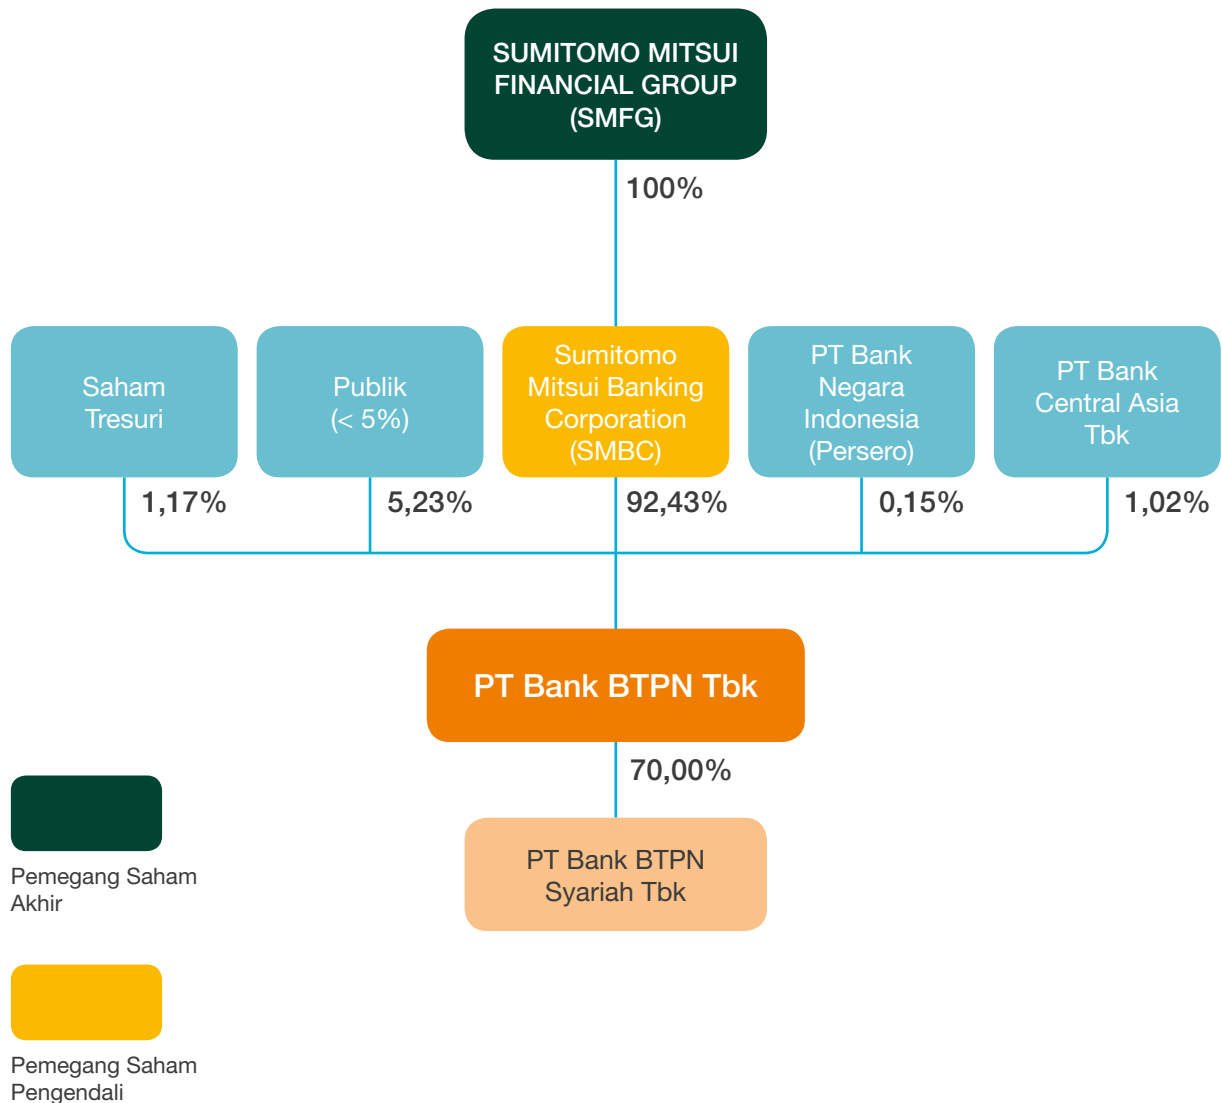 SUMITOMO MITSUI
FINANCIAL GROUP
(SMFG)
100%
Saham
Tresuri
Publik
(< 5%)
Sumitomo
Mitsui Banking
Corporation
(SMBC)
PT Bank
Negara
Indonesia
(Persero)
PT Bank
Central Asia
Tbk
1,17%
5,23%
92,43%
0,15%
1,02%
PT Bank BTPN Tbk
70,00%
PT Bank BTPN
Syariah Tbk
Pemegang Saham
Akhir
Pemegang Saham
Pengendali